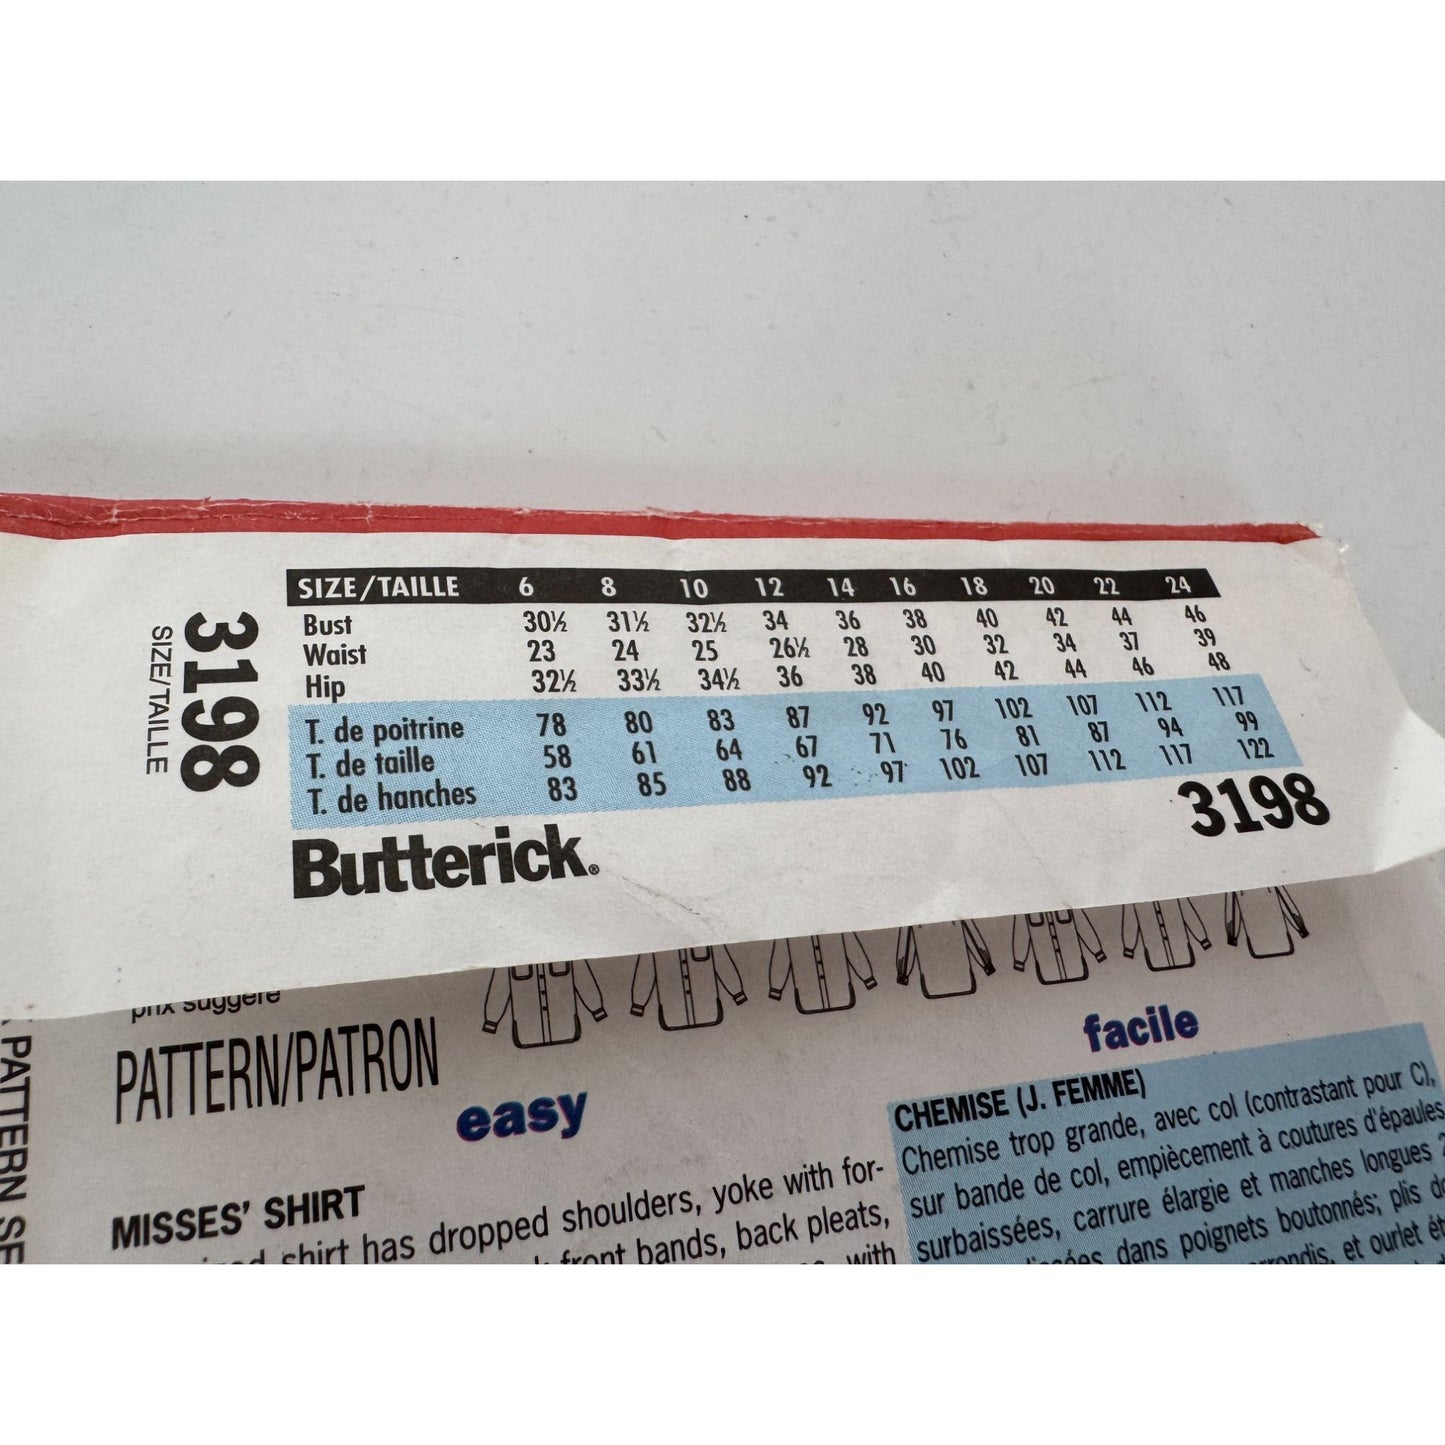 3198
SIZE/TAILLE
SIZE/TAILLE 6 8 10 12 14 16 18 20 22 24
Bust 30½ 31½ 32½ 34 36 38 40 42 44 46
Waist 23 24 25 26½ 28 30 32 34 37 39
Hip 32½ 33½ 34½ 36 38 40 42 44 46 48
T. de poitrine 78 80 83 87 92 97 102 107 112 117
T. de taille 58 61 64 67 71 76 81 87 94 99
T. de hanches 83 85 88 92 97 102 107 112 117 122
Butterick®
3198
prix suggéré
PATTERN/PATRON
PATTERN
easy
facile
MISSES' SHIRT
shirt has dropped shoulders, yoke with for-
front bands, back pleats,
with
CHEMISE (J. FEMME)
Chemise trop grande, avec col (contrastant pour C),
sur bande de col, empiècement à coutures d'épaules
surbaissées, carrure élargie et manches longues
dans poignets boutonnés; plis
et ourlet